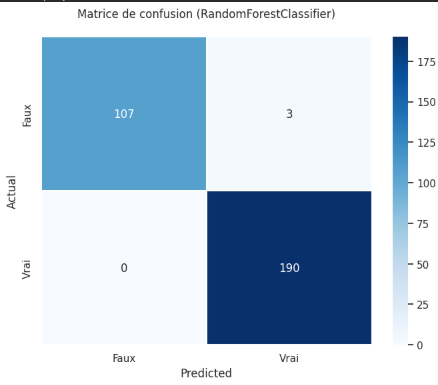 Matrice de confusion (RandomForestClassifier)
Faux
107
3
Actual
Vrai
0
190
Faux
Vrai
Predicted
175
150
125
100
75
50
25
0